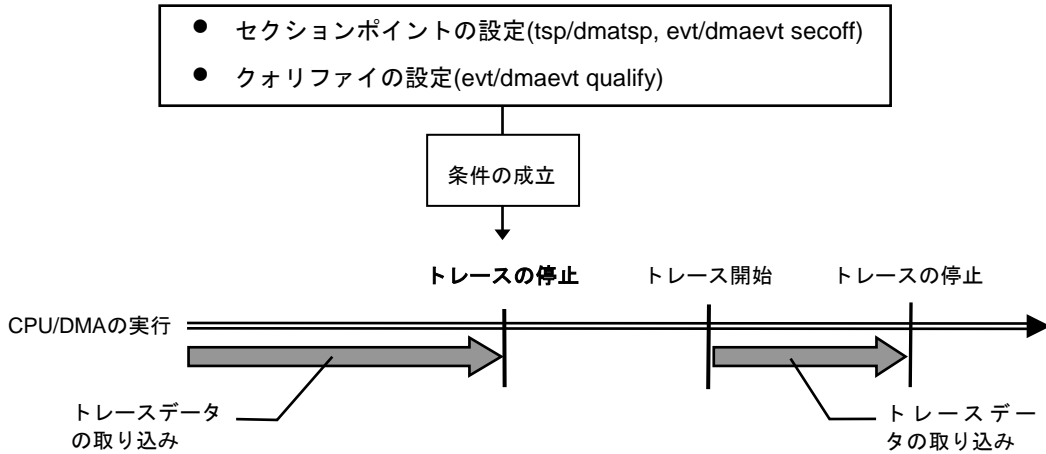 ● セクションポイントの設定(tsp/dmatsp, evt/dmaevt secoff)
● クォリファイの設定(evt/dmaevt qualify)
条件の成立
トレースの停止 トレース開始 トレースの停止
CPU/DMAの実行
トレースデータ
の取り込み
トレースデー
タの取り込み